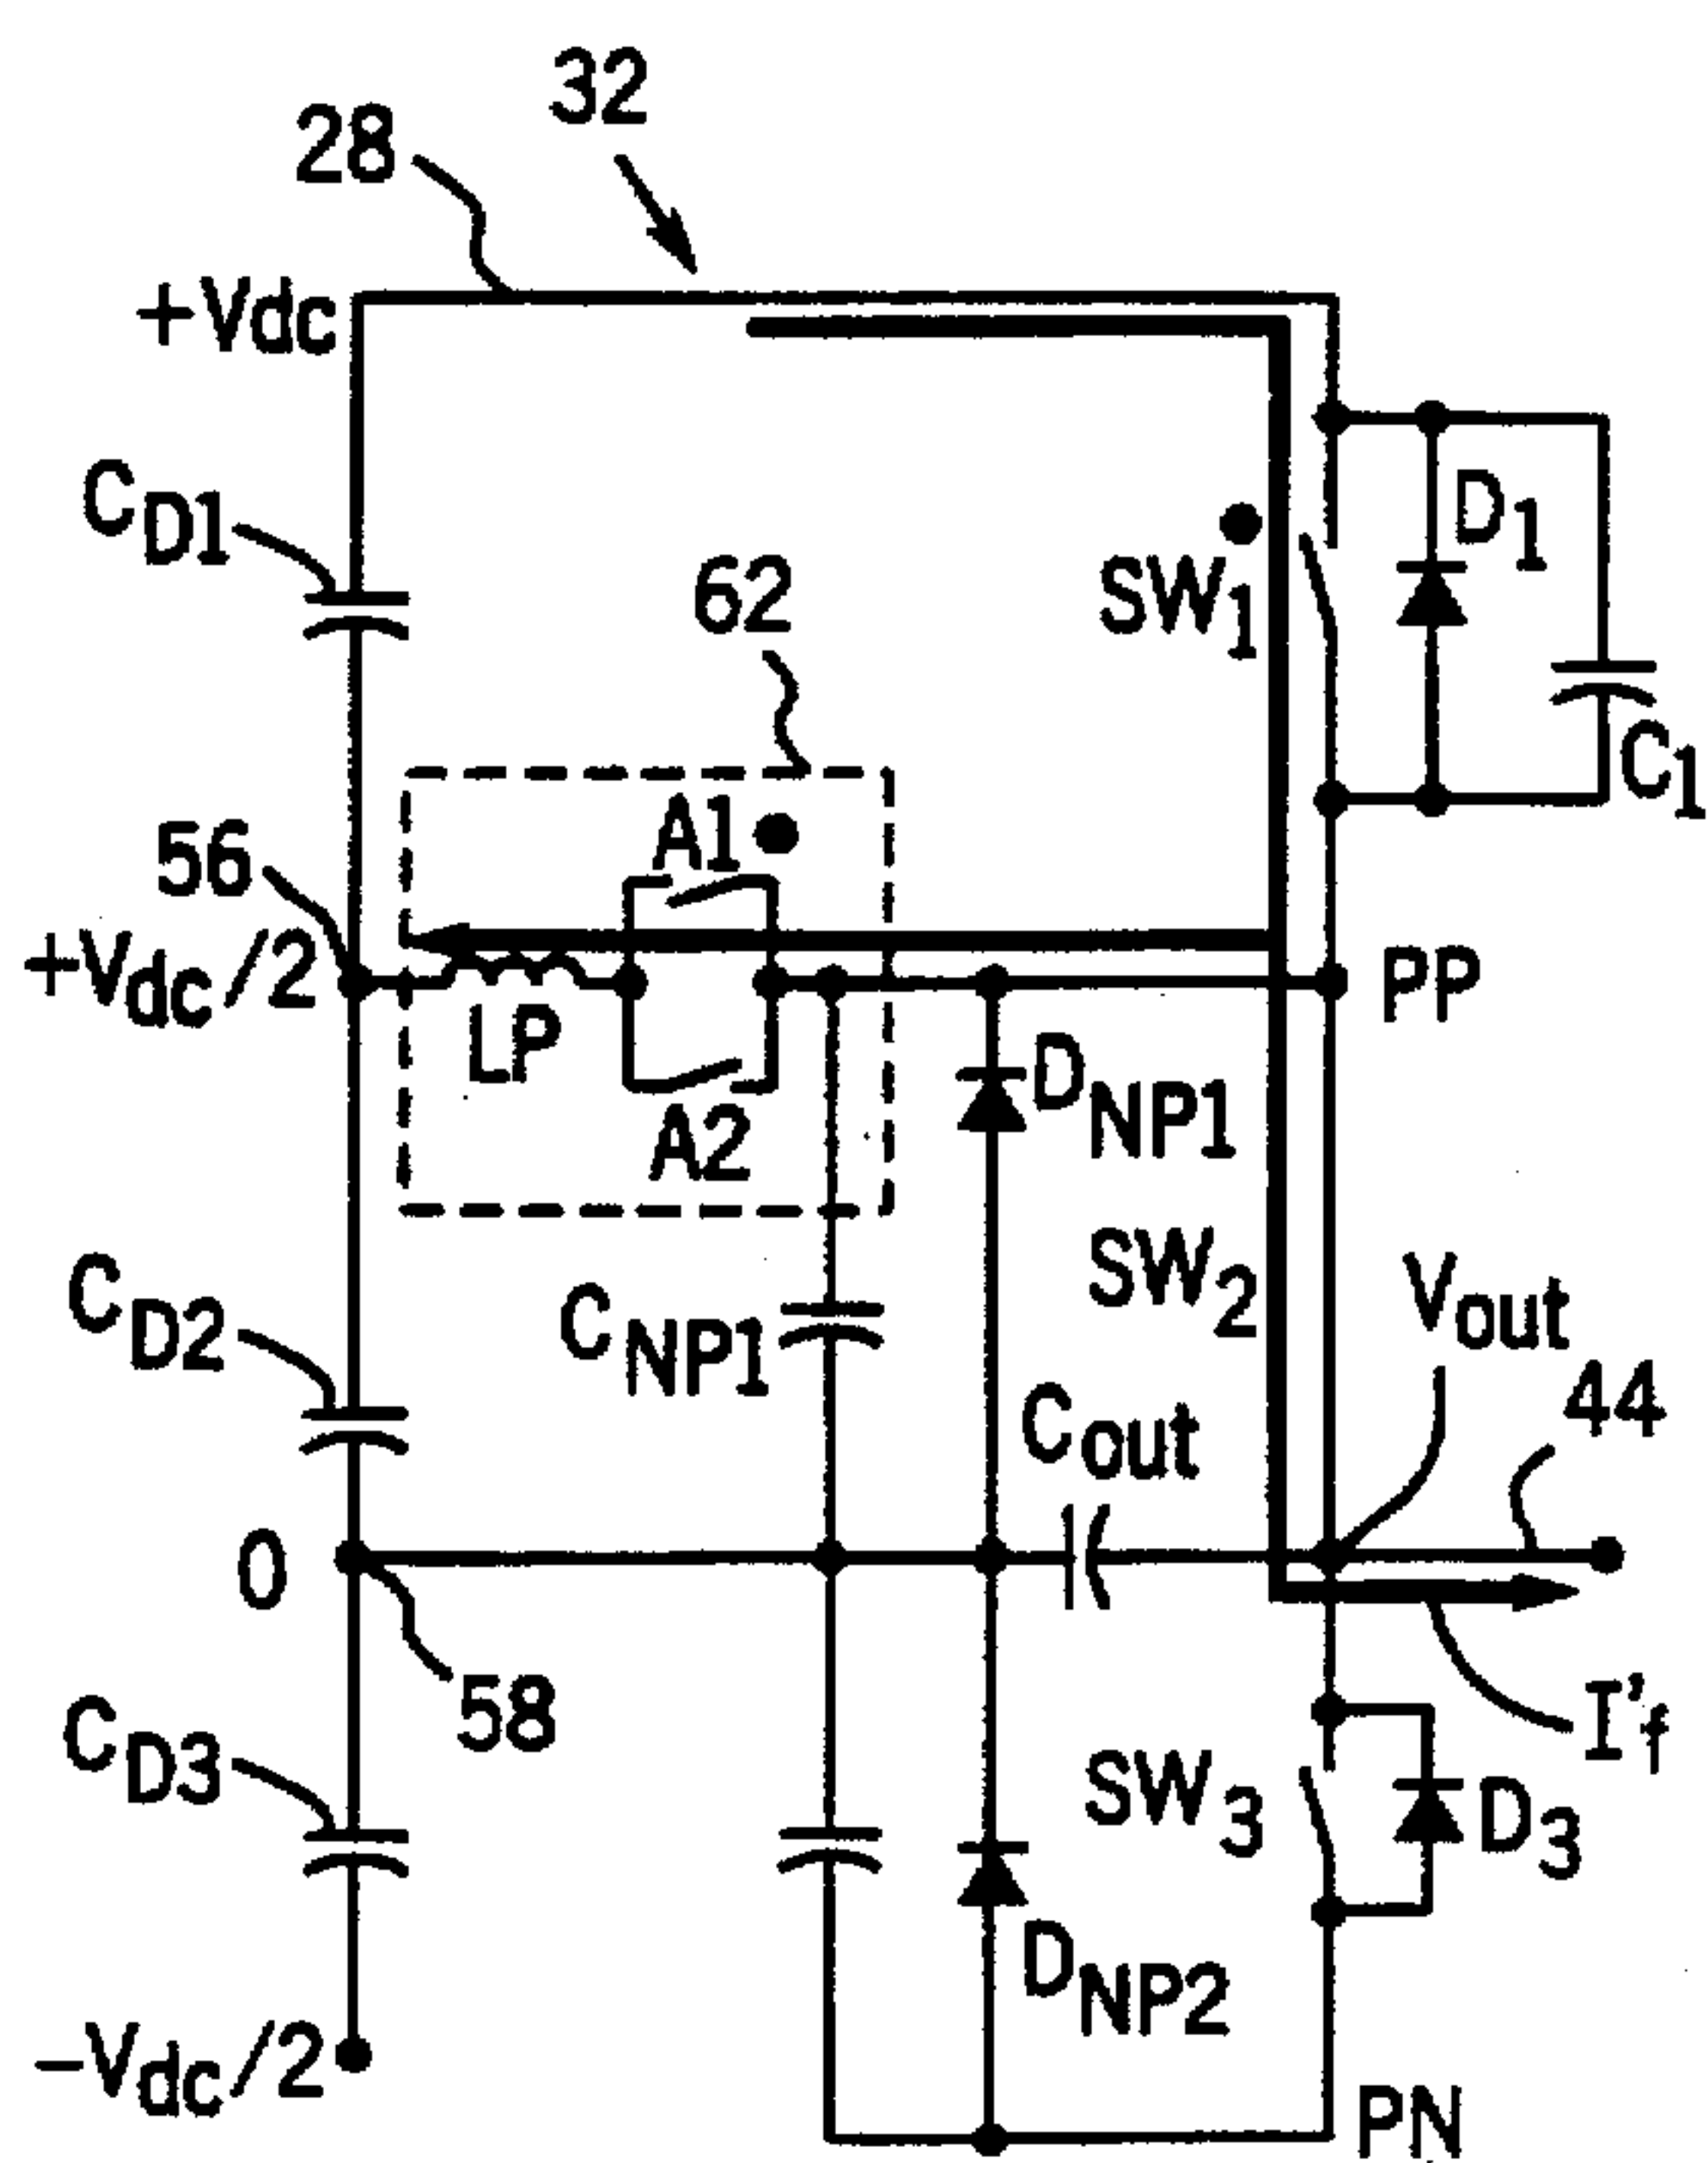 32
28
+Vdc
CD1
D1
SW1
62
C1
A1
56
+Vdc/2
PP
LP
DNP1
A2
SW2
CD2
CNP1
Vout
44
Cout
0
58
I'f
CD3
SW3
D3
DNP2
-Vdc/2
PN